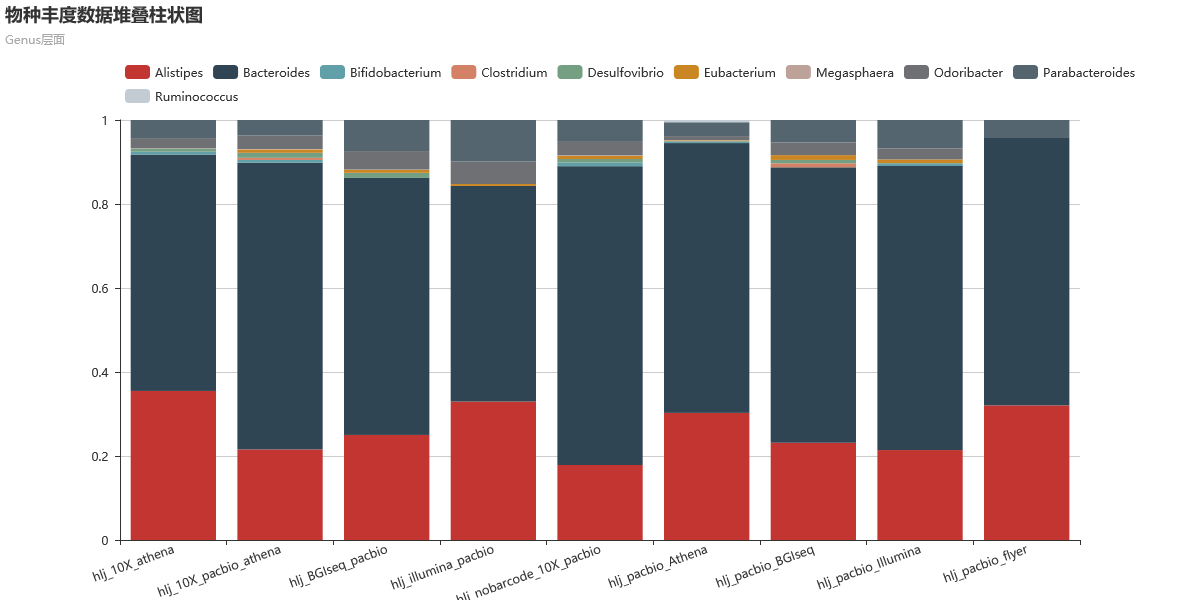 物种丰度数据堆叠柱状图
Genus层面
Alistipes Bacteroides Bifidobacterium Clostridium Desulfovibrio Eubacterium Megasphaera Odoribacter Parabacteroides
Ruminococcus
1
0.8
0.6
0.4
0.2
0
hlj_10X_athena hlj_10X_pacbio_athena hlj_BGIseq_pacbio hlj_illumina_pacbio hlj_nobarcode_10X_pacbio hlj_pacbio_Athena hlj_pacbio_BGIseq hlj_pacbio_Illumina hlj_pacbio_flyer